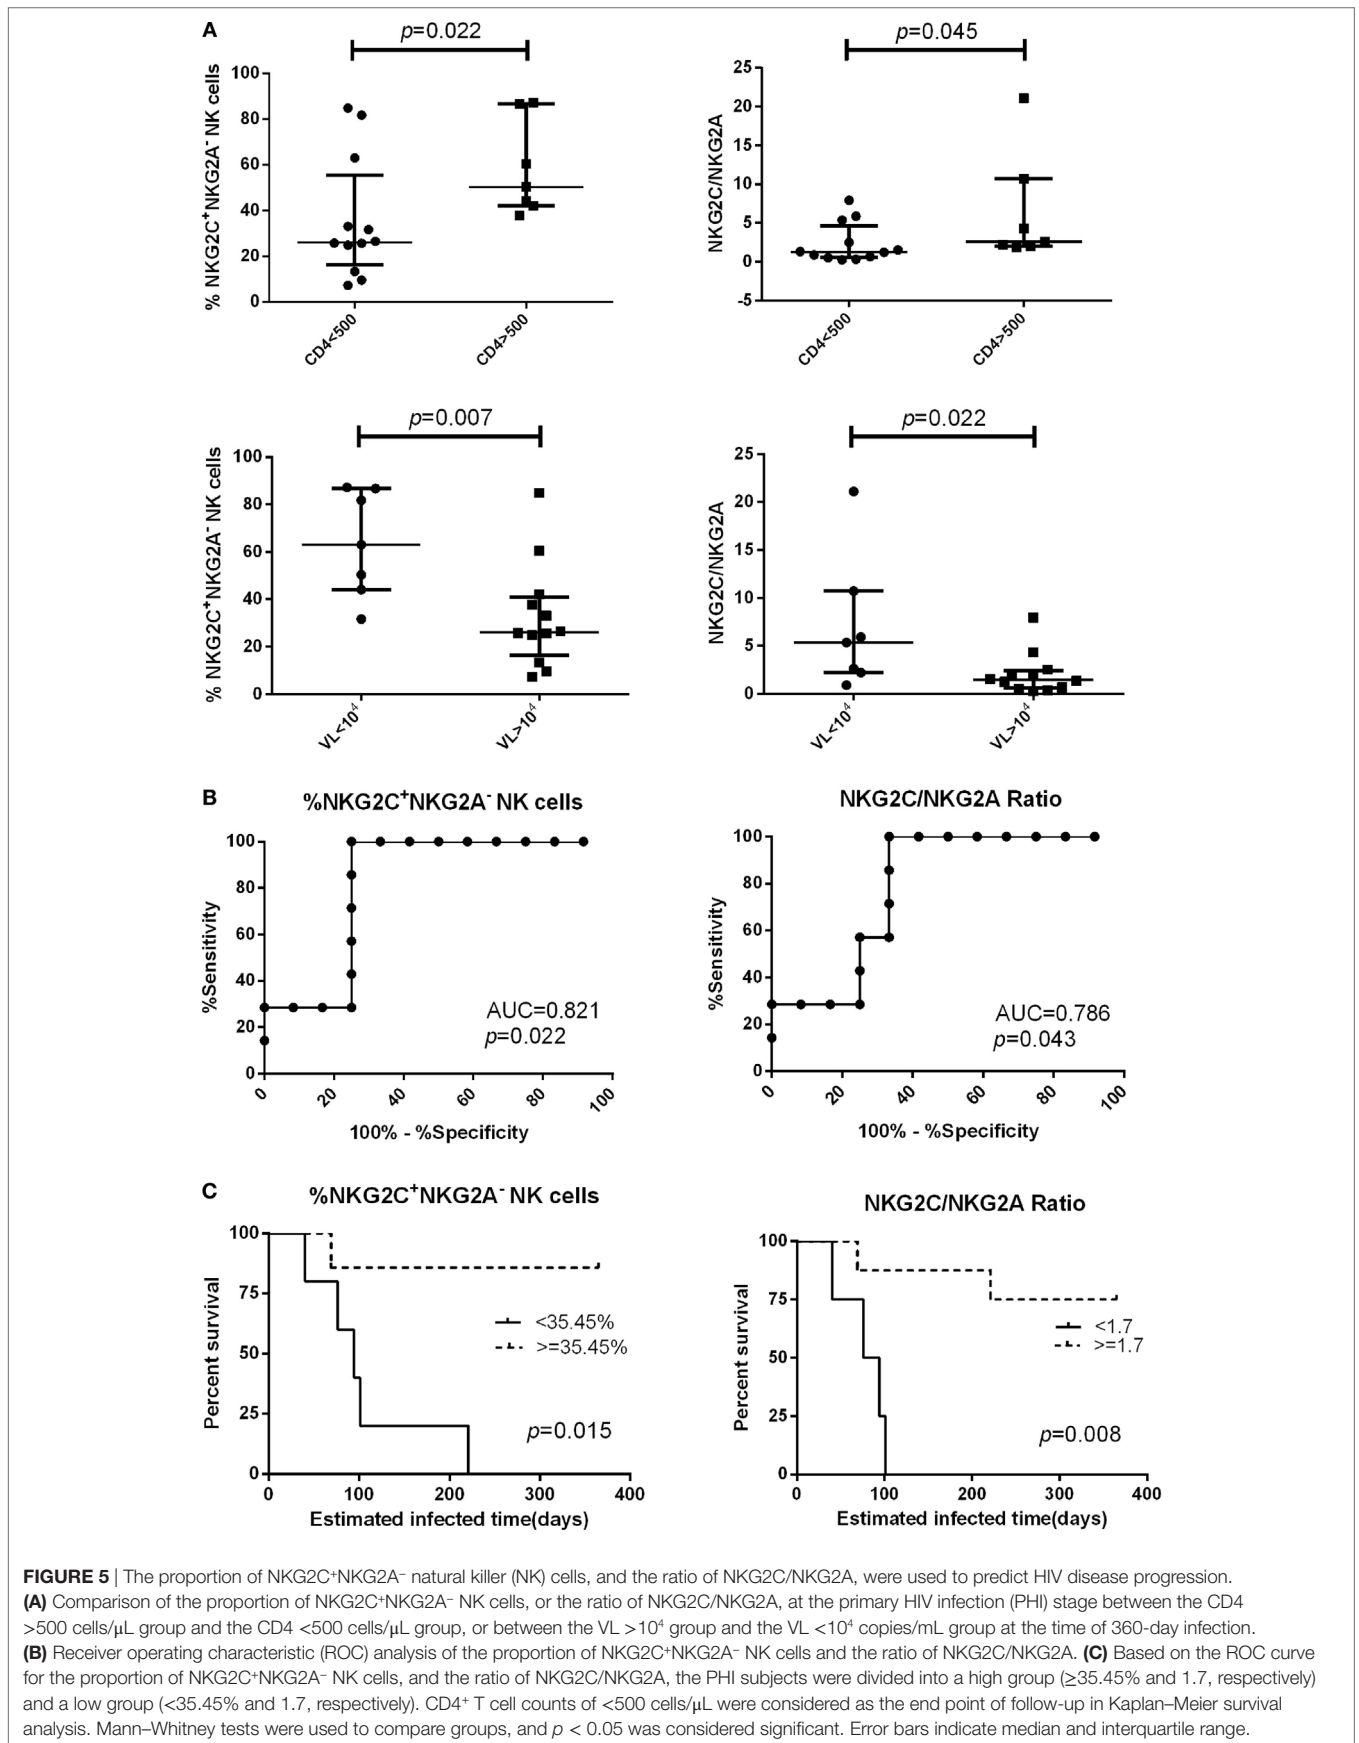 A
p=0.022
% NKG2C⁺NKG2A⁻ NK cells
100
80
60
40
20
0
CD4<500
CD4>500
p=0.045
NKG2C/NKG2A
25
20
15
10
5
0
-5
CD4<500
CD4>500
p=0.007
% NKG2C⁺NKG2A⁻ NK cells
100
80
60
40
20
0
VL<10⁴
VL>10⁴
p=0.022
NKG2C/NKG2A
25
20
15
10
5
0
VL<10⁴
VL>10⁴
B
%NKG2C⁺NKG2A⁻ NK cells
%Sensitivity
100
80
60
40
20
0
AUC=0.821
p=0.022
0 20 40 60 80 100
100% - %Specificity
NKG2C/NKG2A Ratio
%Sensitivity
100
80
60
40
20
0
AUC=0.786
p=0.043
0 20 40 60 80 100
100% - %Specificity
C
%NKG2C⁺NKG2A⁻ NK cells
Percent survival
100
75
50
25
0
<35.45%
>=35.45%
p=0.015
0 100 200 300 400
Estimated infected time(days)
NKG2C/NKG2A Ratio
Percent survival
100
75
50
25
0
<1.7
>=1.7
p=0.008
0 100 200 300 400
Estimated infected time(days)
FIGURE 5 | The proportion of NKG2C⁺NKG2A⁻ natural killer (NK) cells, and the ratio of NKG2C/NKG2A, were used to predict HIV disease progression.
(A) Comparison of the proportion of NKG2C⁺NKG2A⁻ NK cells, or the ratio of NKG2C/NKG2A, at the primary HIV infection (PHI) stage between the CD4
>500 cells/μL group and the CD4 <500 cells/μL group, or between the VL >10⁴ group and the VL <10⁴ copies/mL group at the time of 360-day infection.
(B) Receiver operating characteristic (ROC) analysis of the proportion of NKG2C⁺NKG2A⁻ NK cells and the ratio of NKG2C/NKG2A. (C) Based on the ROC curve
for the proportion of NKG2C⁺NKG2A⁻ NK cells, and the ratio of NKG2C/NKG2A, the PHI subjects were divided into a high group (≥35.45% and 1.7, respectively)
and a low group (<35.45% and 1.7, respectively). CD4⁺ T cell counts of <500 cells/μL were considered as the end point of follow-up in Kaplan–Meier survival
analysis. Mann–Whitney tests were used to compare groups, and p < 0.05 was considered significant. Error bars indicate median and interquartile range.